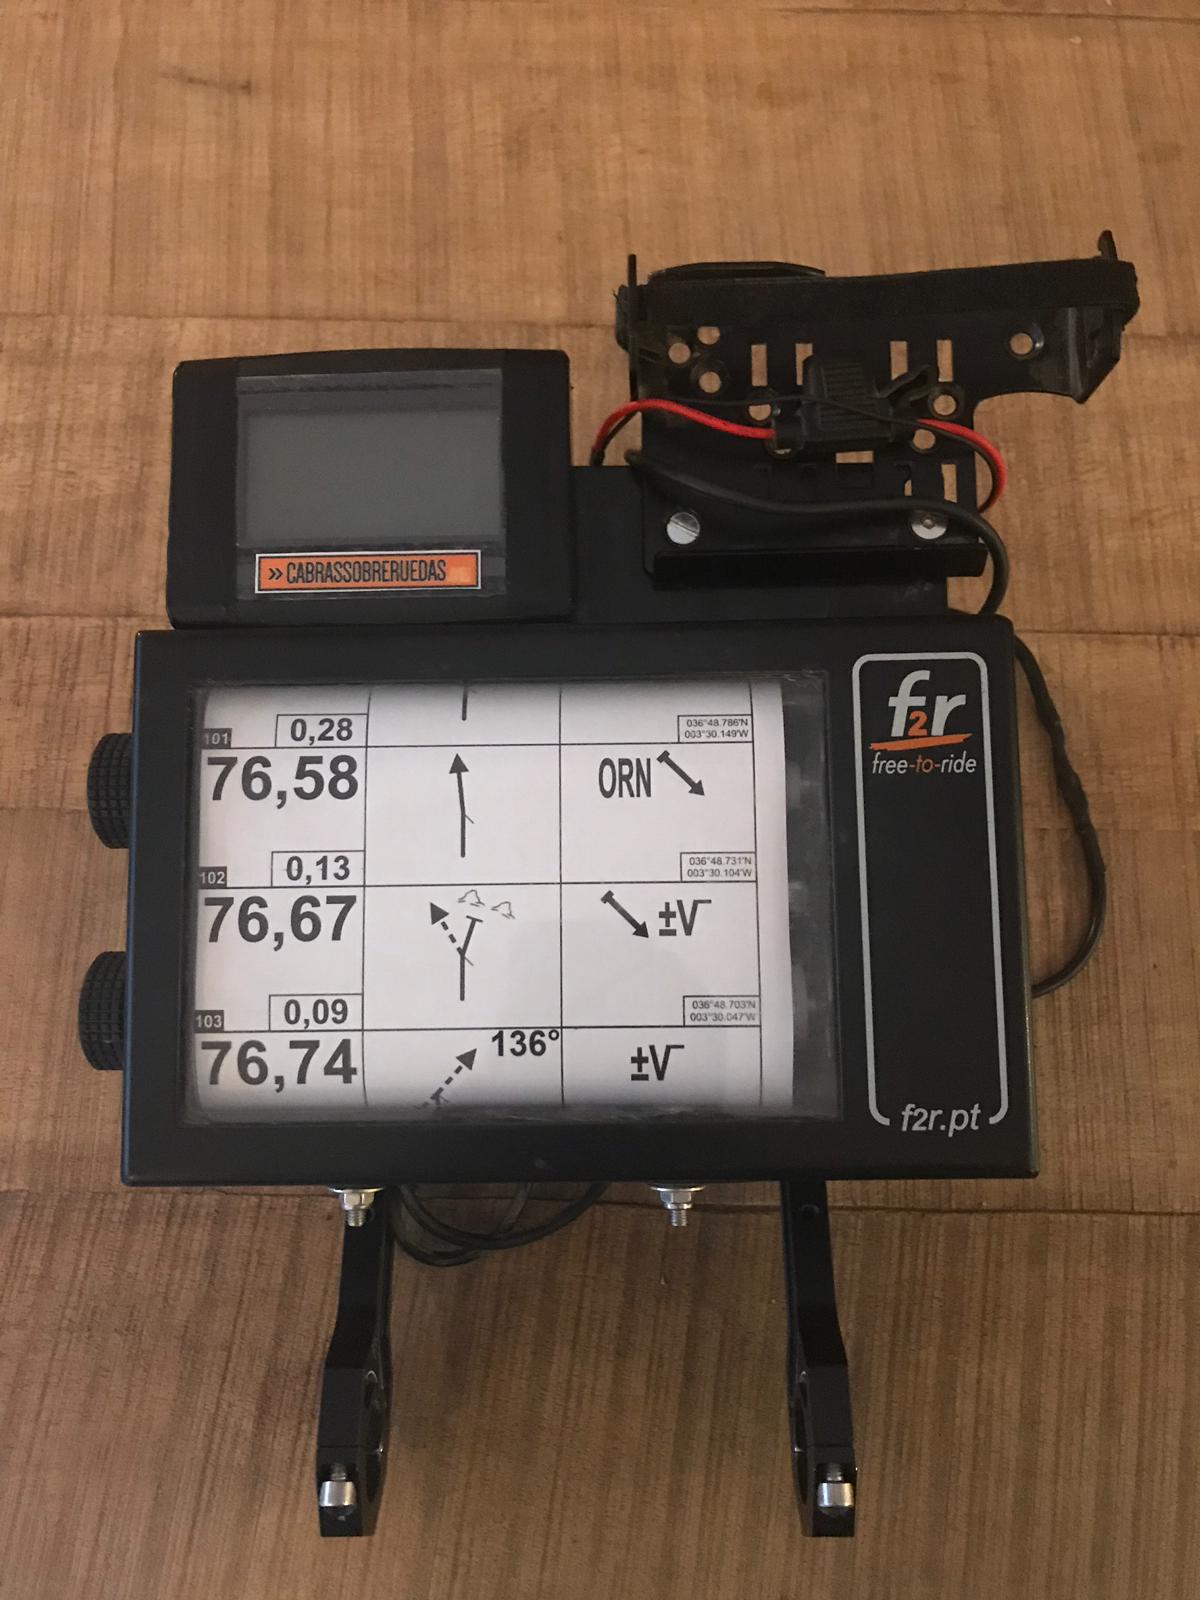 » CABRASSOBRERUEDAS
f2r
free-to-ride
101 0,28 036°48.786'N
003°30.149'W
76,58 ORN
102 0,13 036°48.731'N
003°30.104'W
76,67 ±V
103 0,09 036°48.703'N
003°30.047'W
76,74 136° ±V
f2r.pt